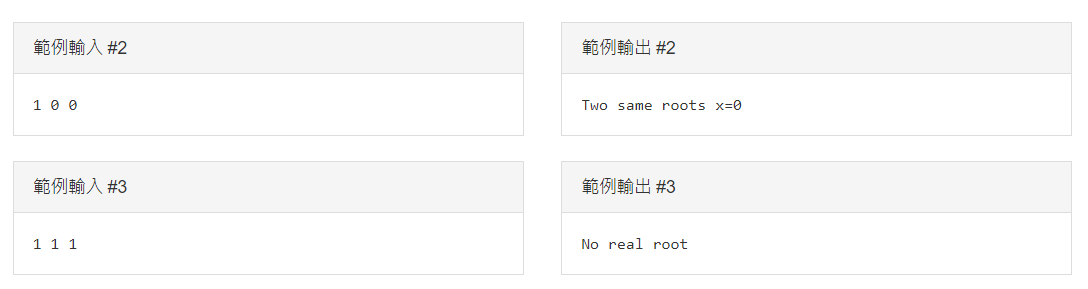 範例輸入 #2
範例輸出 #2
1 0 0
Two same roots x=0
範例輸入 #3
範例輸出 #3
1 1 1
No real root